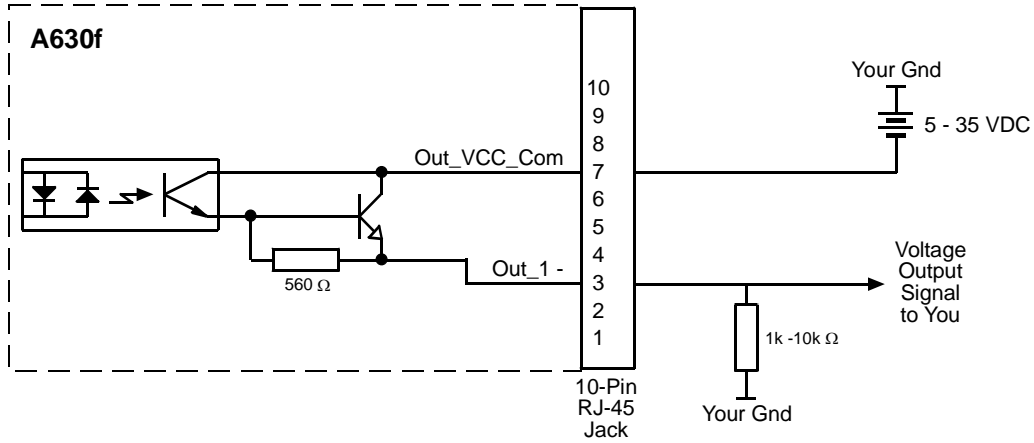 A630f
10
9
8
7
6
5
4
3
2
1
Out_VCC_Com
Out_1 -
560 Ω
10-Pin
RJ-45
Jack
Your Gnd
5 - 35 VDC
Voltage
Output
Signal
to You
1k -10k Ω
Your Gnd